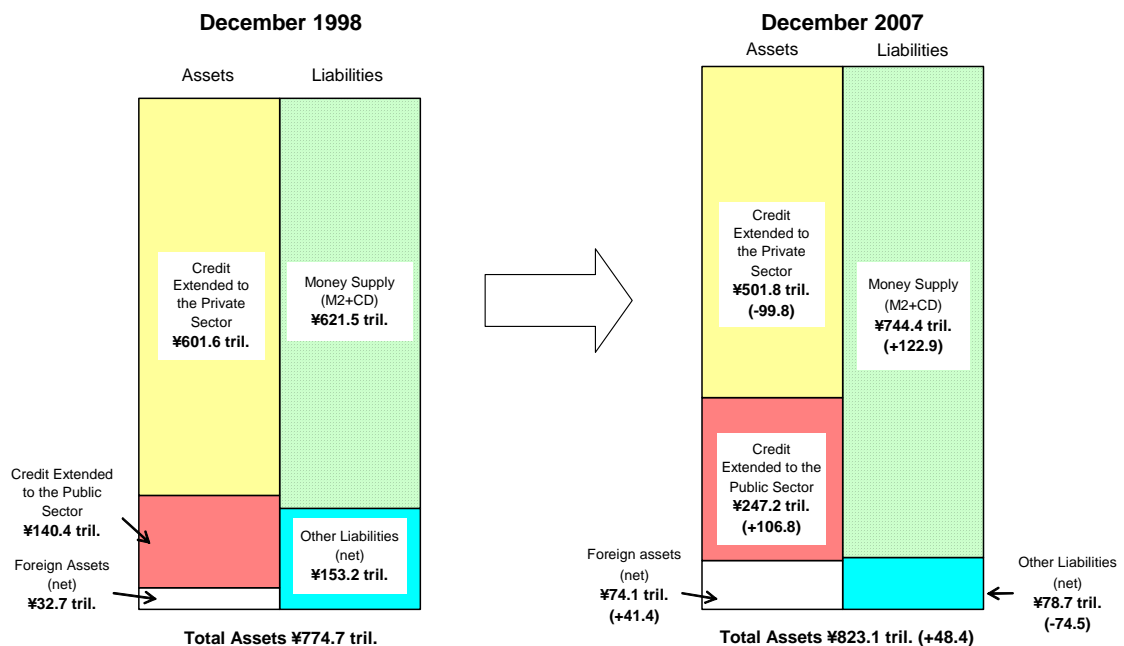 December 1998
Assets
Liabilities
Credit
Extended to
the Private
Sector
¥601.6 tril.
Money Supply
(M2+CD)
¥621.5 tril.
Credit Extended
to the Public
Sector
¥140.4 tril.
Foreign Assets
(net)
¥32.7 tril.
Other Liabilities
(net)
¥153.2 tril.
Total Assets ¥774.7 tril.
December 2007
Assets
Liabilities
Credit
Extended to
the Private
Sector
¥501.8 tril.
(-99.8)
Money Supply
(M2+CD)
¥744.4 tril.
(+122.9)
Credit
Extended to the
Public Sector
¥247.2 tril.
(+106.8)
Foreign assets
(net)
¥74.1 tril.
(+41.4)
Other Liabilities
(net)
¥78.7 tril.
(-74.5)
Total Assets ¥823.1 tril. (+48.4)